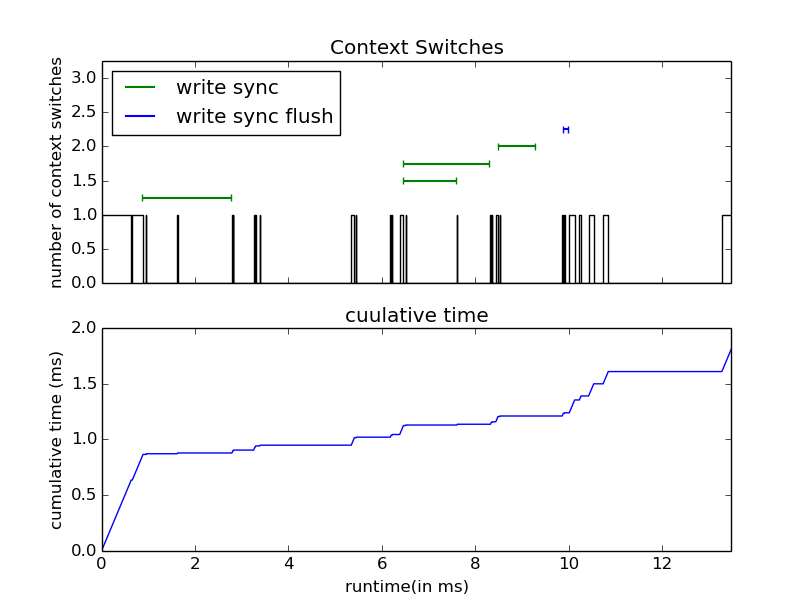 Context Switches
number of context switches
3.0
2.5
2.0
1.5
1.0
0.5
0.0
write sync
write sync flush
cuulative time
cumulative time (ms)
2.0
1.5
1.0
0.5
0.0
0 2 4 6 8 10 12
runtime(in ms)